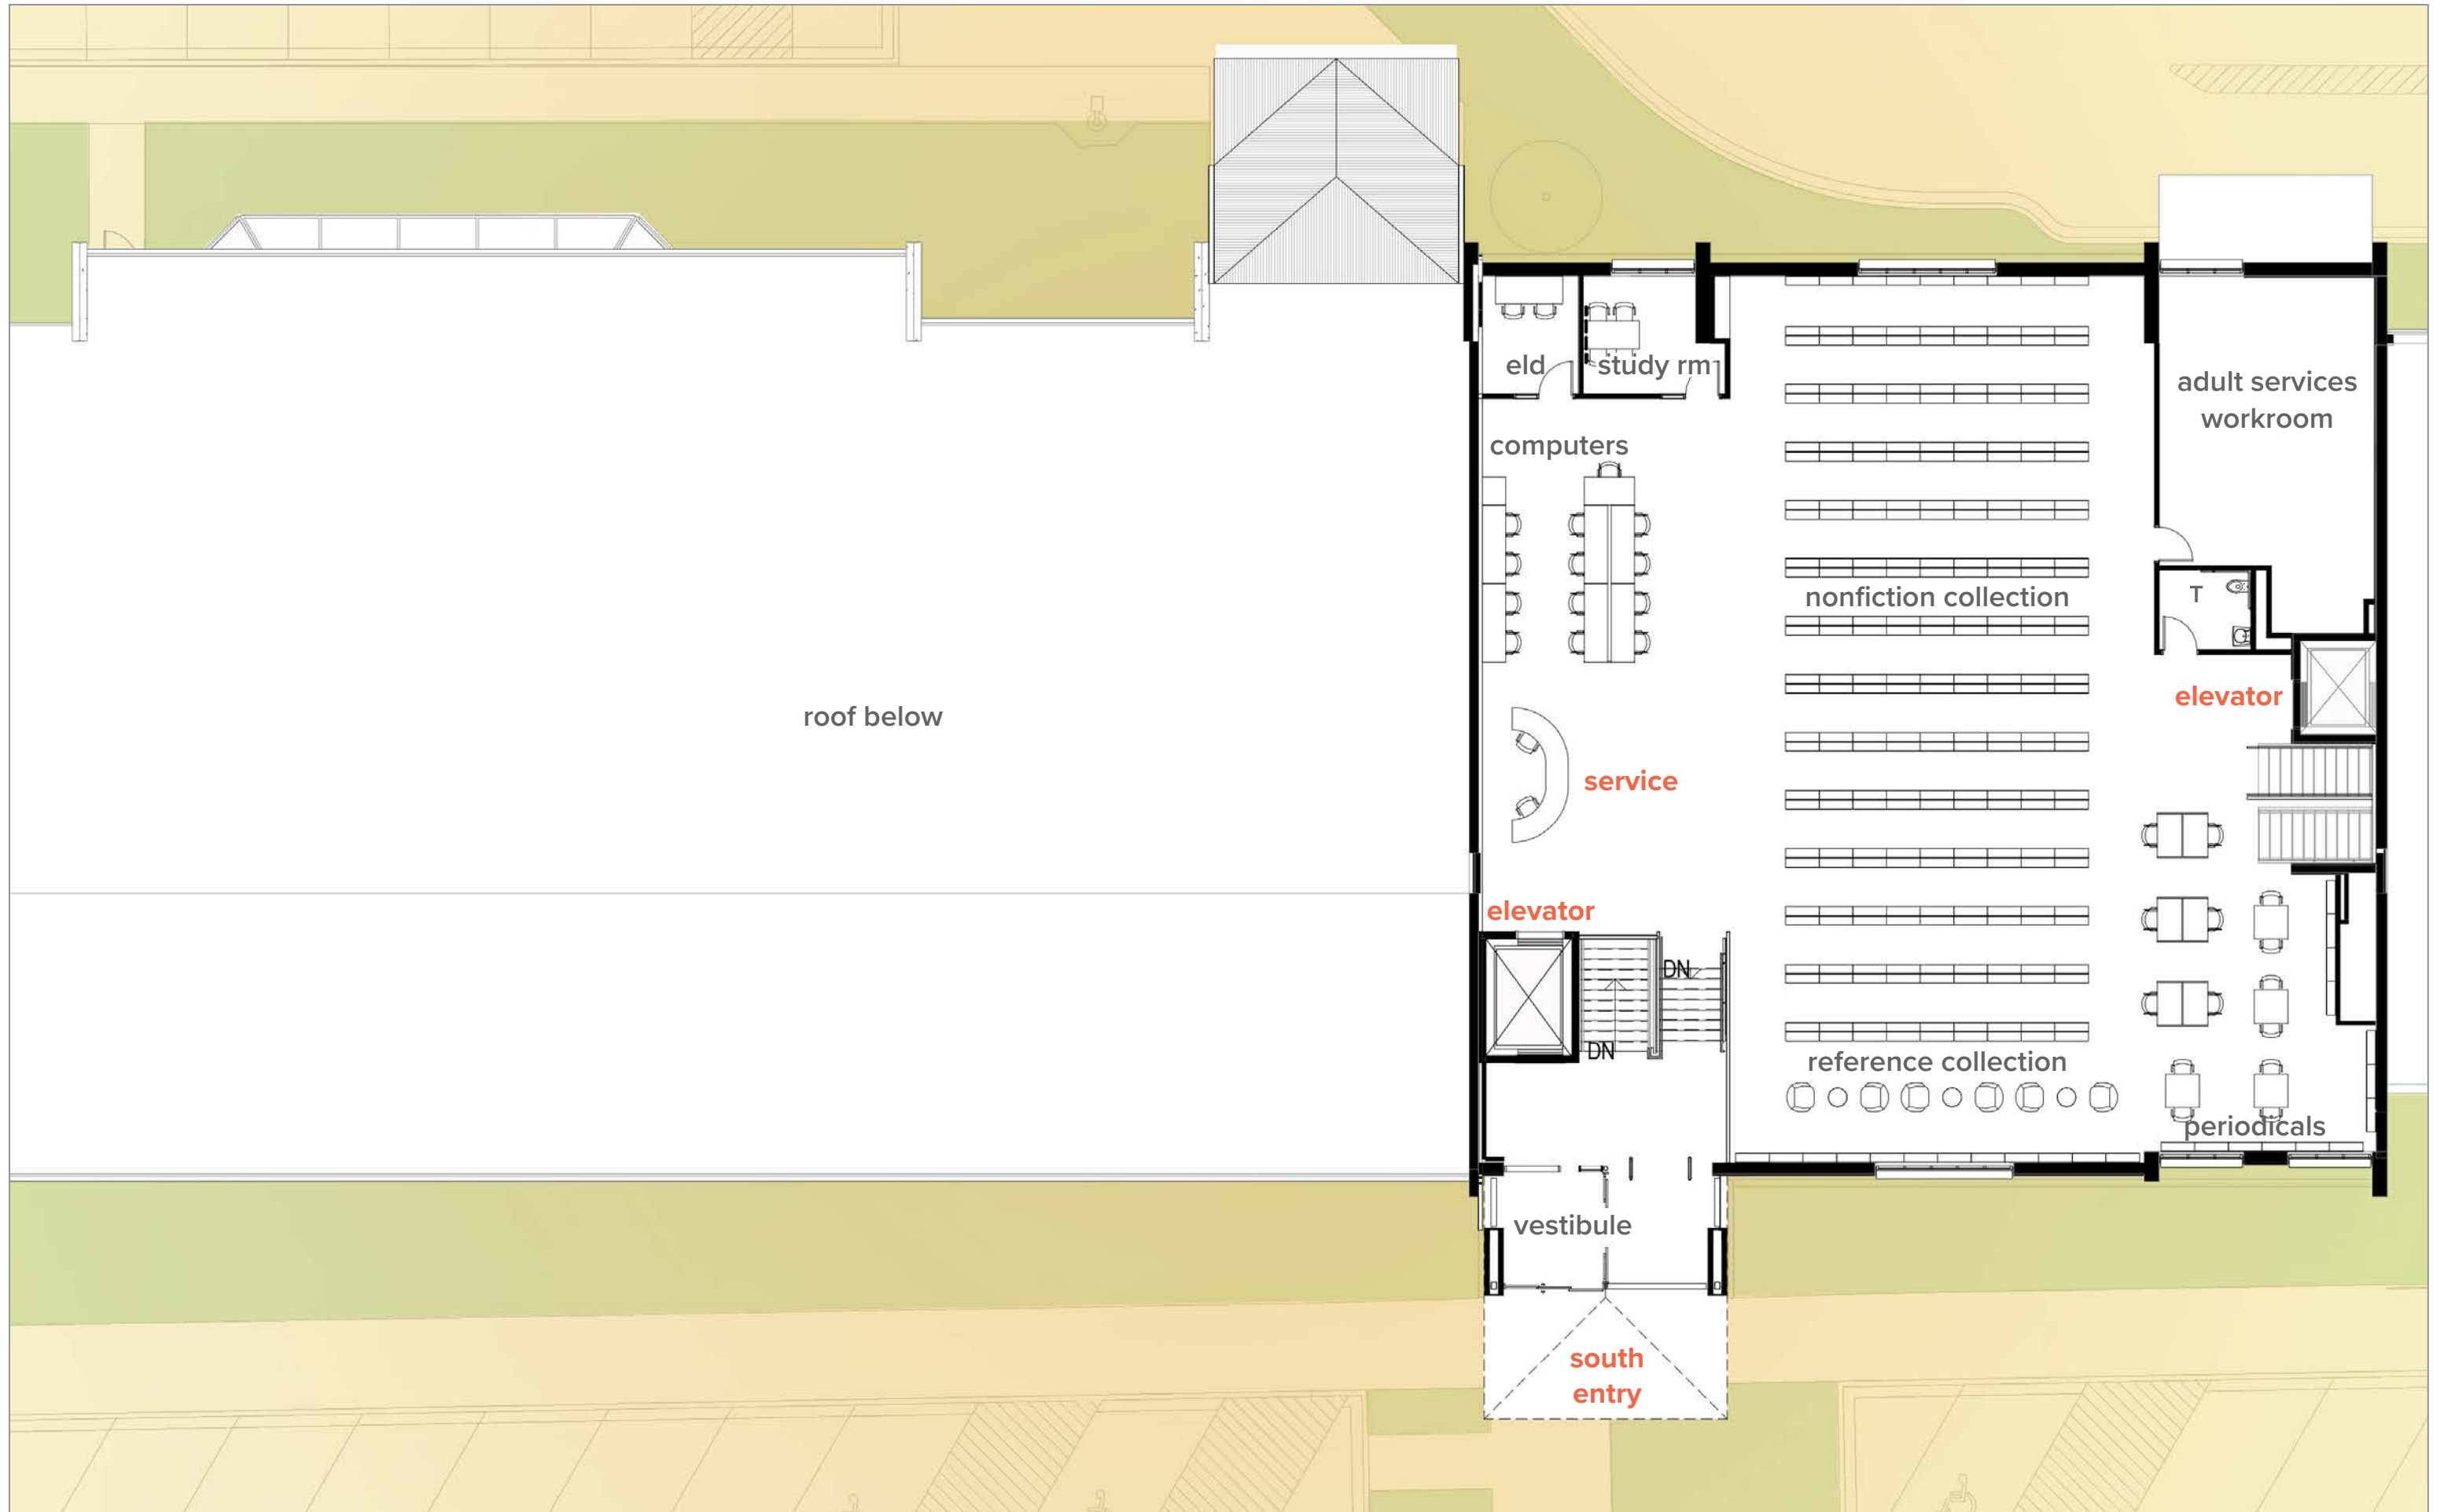 eld
study rm
adult services
workroom
computers
nonfiction collection
T
elevator
roof below
service
elevator
DN
DN
reference collection
periodicals
vestibule
south
entry